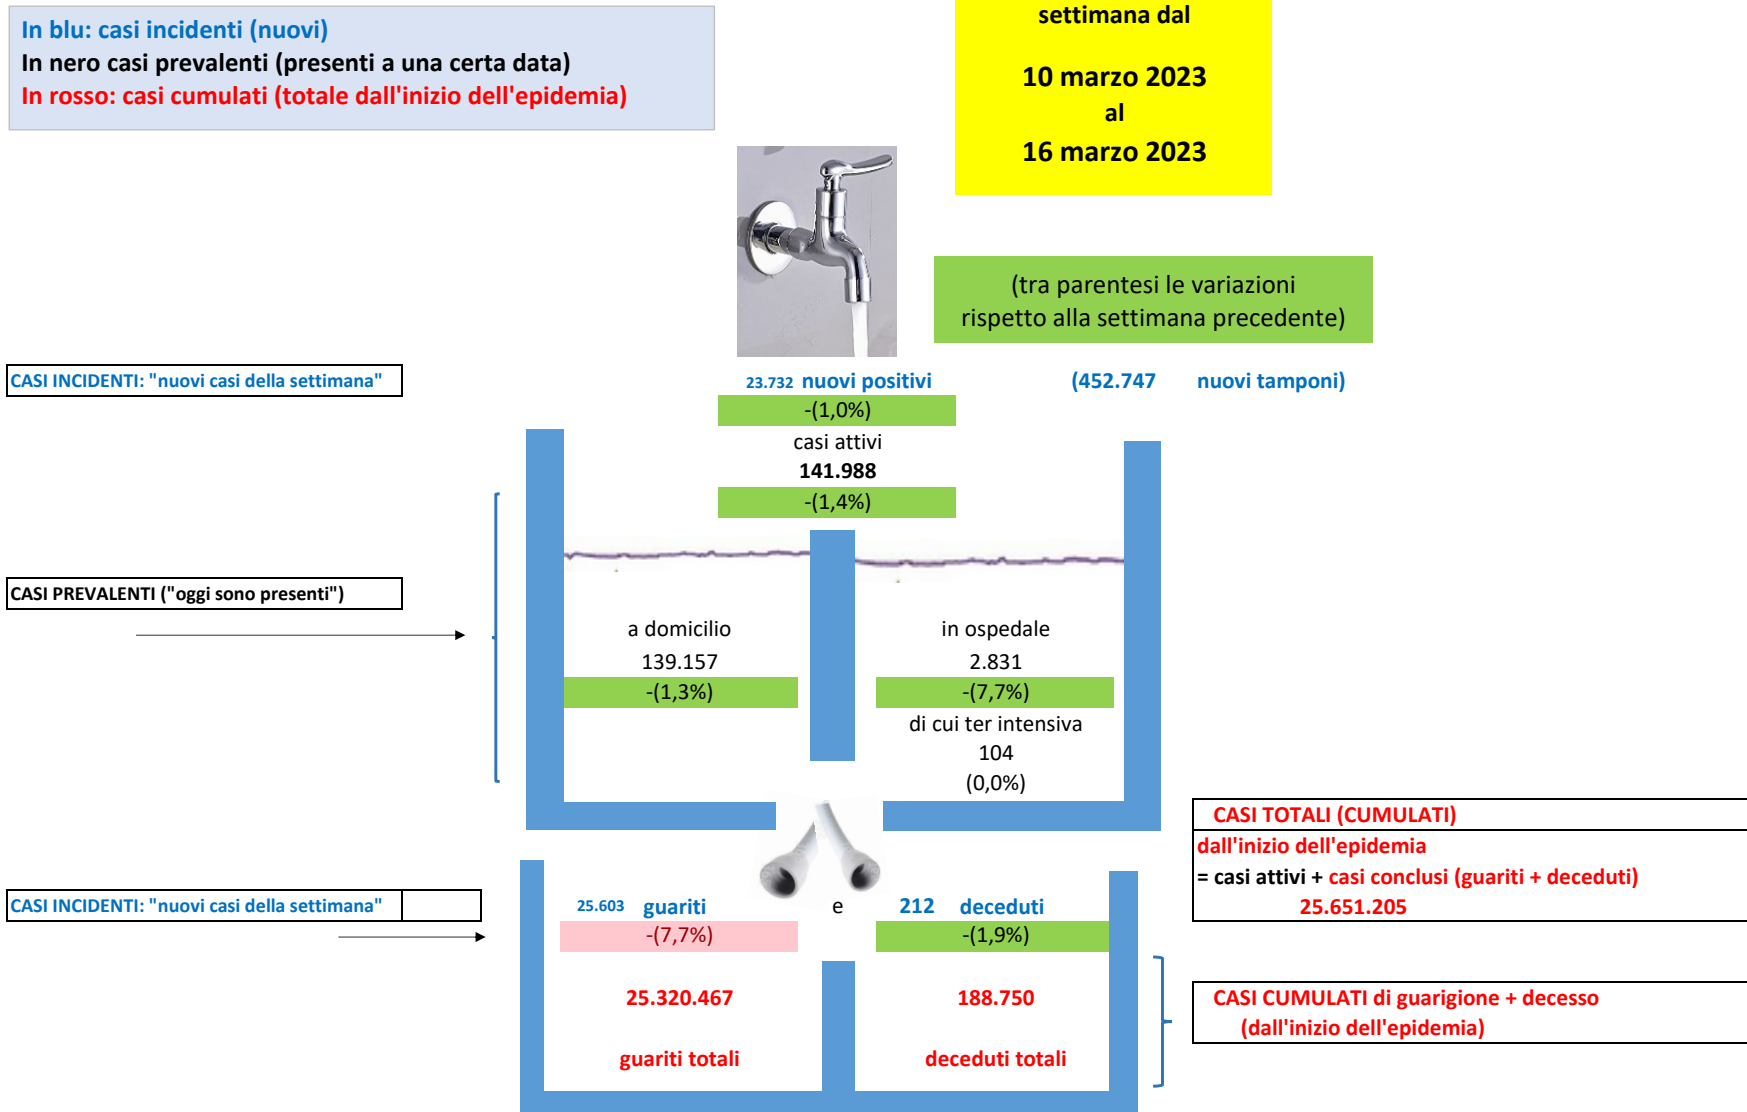 In blu: casi incidenti (nuovi)
In nero casi prevalenti (presenti a una certa data)
In rosso: casi cumulati (totale dall'inizio dell'epidemia)
settimana dal
10 marzo 2023
al
16 marzo 2023
(tra parentesi le variazioni
rispetto alla settimana precedente)
CASI INCIDENTI: "nuovi casi della settimana"
23.732 nuovi positivi
(452.747 nuovi tamponi)
-(1,0%)
casi attivi
141.988
-(1,4%)
CASI PREVALENTI ("oggi sono presenti")
a domicilio
139.157
-(1,3%)
in ospedale
2.831
-(7,7%)
di cui ter intensiva
104
(0,0%)
CASI TOTALI (CUMULATI)
dall'inizio dell'epidemia
= casi attivi + casi conclusi (guariti + deceduti)
25.651.205
CASI INCIDENTI: "nuovi casi della settimana"
25.603 guariti
e
212 deceduti
-(7,7%)
-(1,9%)
25.320.467
188.750
guariti totali
deceduti totali
CASI CUMULATI di guarigione + decesso
(dall'inizio dell'epidemia)